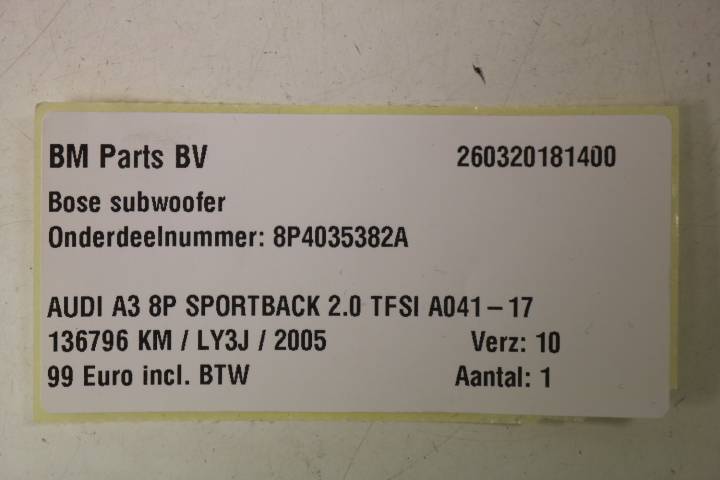 BM Parts BV 260320181400
Bose subwoofer
Onderdeelnummer: 8P4035382A
AUDI A3 8P SPORTBACK 2.0 TFSI A041-17
136796 KM / LY3J / 2005 Verz: 10
99 Euro incl. BTW Aantal: 1